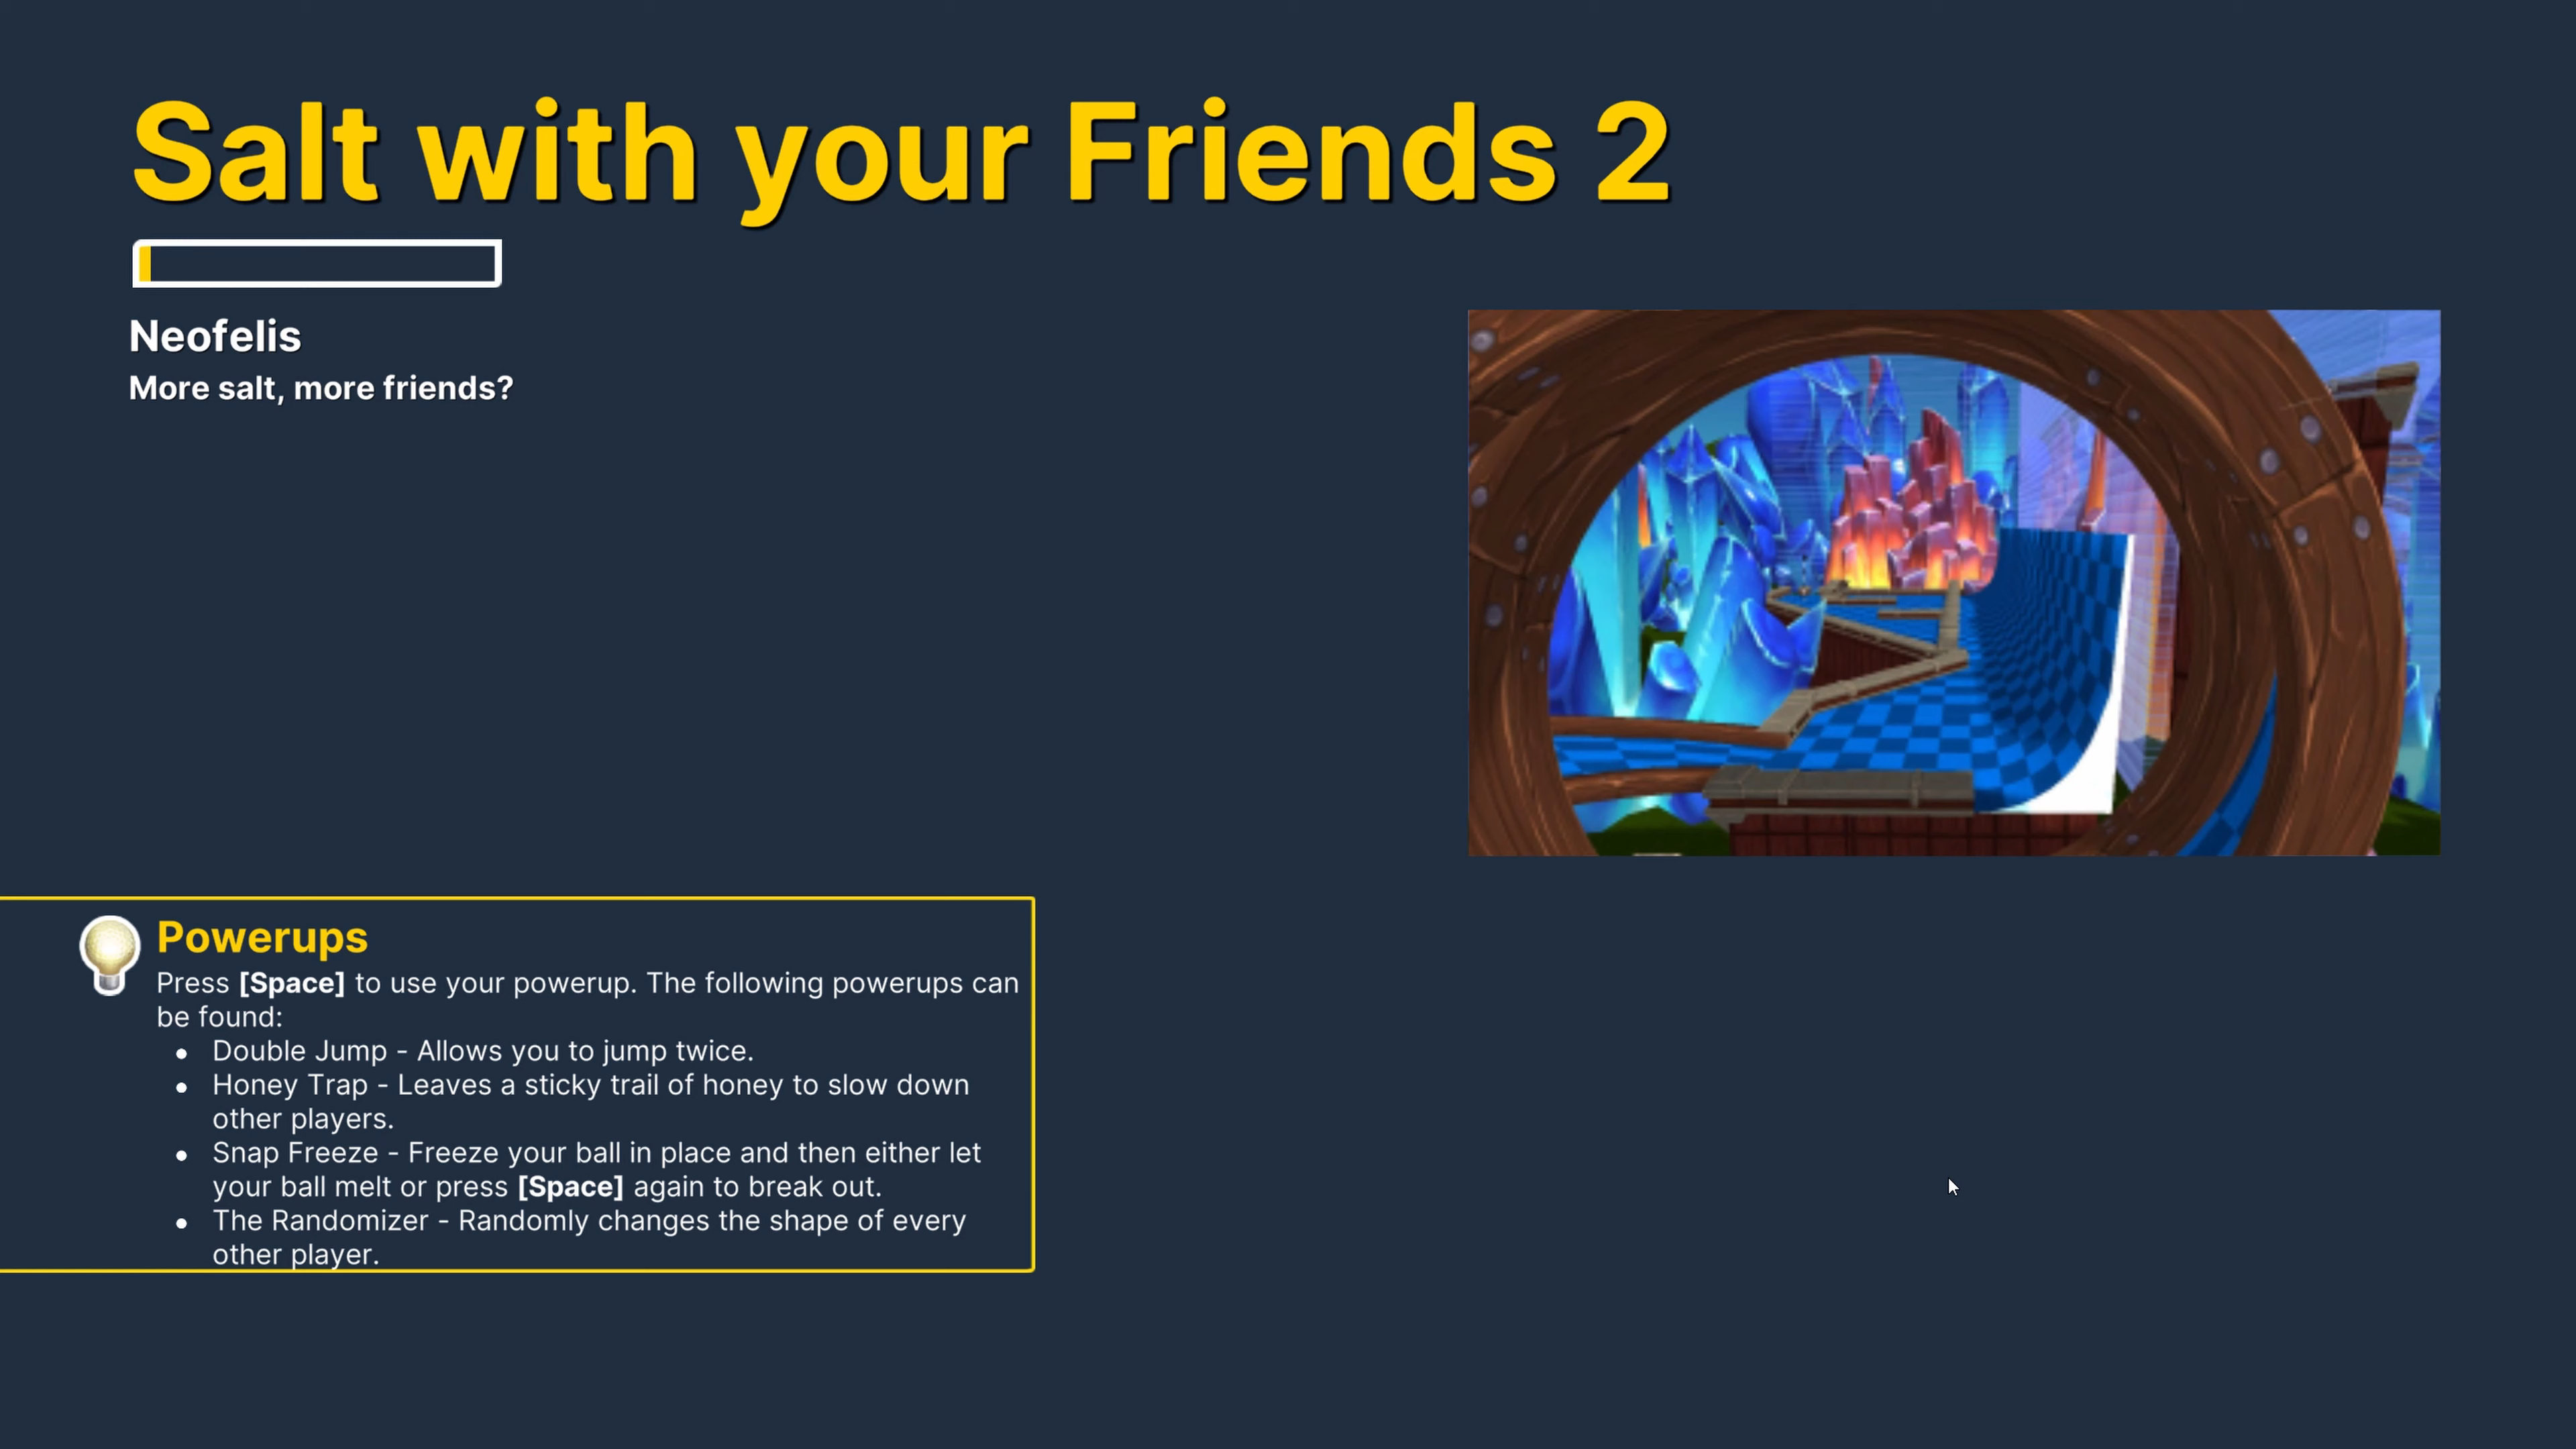 Salt with your Friends 2
Neofelis
More salt, more friends?
Powerups
Press [Space] to use your powerup. The following powerups can
be found:
• Double Jump - Allows you to jump twice.
• Honey Trap - Leaves a sticky trail of honey to slow down
other players.
• Snap Freeze - Freeze your ball in place and then either let
your ball melt or press [Space] again to break out.
• The Randomizer - Randomly changes the shape of every
other player.